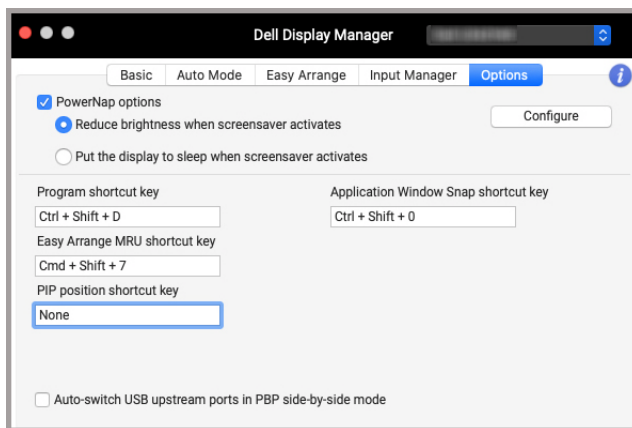 Dell Display Manager
Basic
Auto Mode
Easy Arrange
Input Manager
Options
i
PowerNap options
Reduce brightness when screensaver activates
Configure
Put the display to sleep when screensaver activates
Program shortcut key
Application Window Snap shortcut key
Ctrl + Shift + D
Ctrl + Shift + 0
Easy Arrange MRU shortcut key
Cmd + Shift + 7
PIP position shortcut key
None
Auto-switch USB upstream ports in PBP side-by-side mode